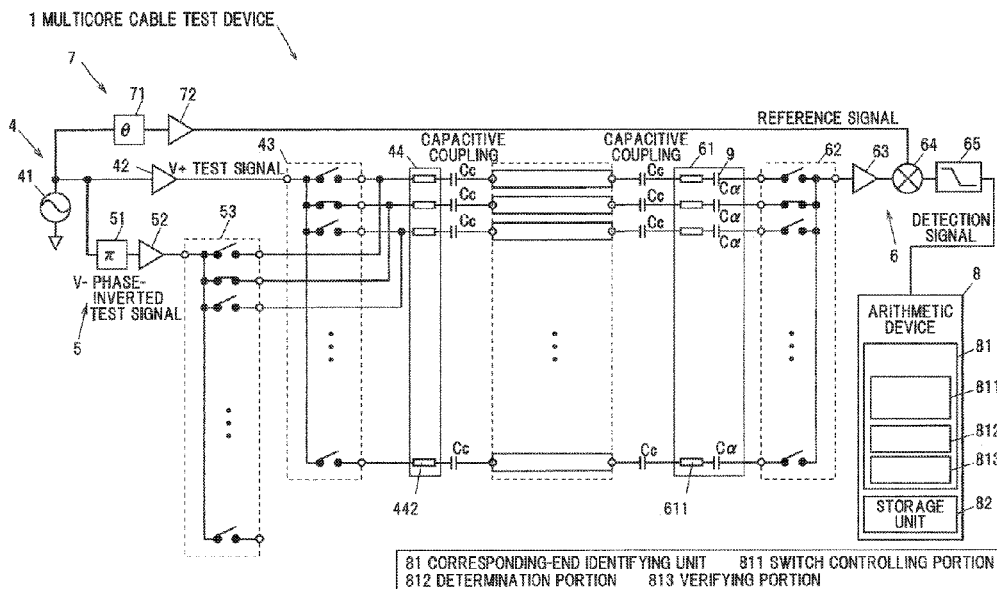 1 MULTICORE CABLE TEST DEVICE
7
71
72
θ
REFERENCE SIGNAL
4
41
42
V+ TEST SIGNAL
43
44
CAPACITIVE
COUPLING
Cc
CAPACITIVE
COUPLING
Cc
61
9
Cα
62
63
64
65
51
52
53
π
Cc
Cc
Cα
Cc
Cc
Cα
6
DETECTION
SIGNAL
V- PHASE-
INVERTED
TEST SIGNAL
5
8
ARITHMETIC
DEVICE
81
811
812
813
Cc
Cc
Cα
442
611
STORAGE
UNIT
82
81 CORRESPONDING-END IDENTIFYING UNIT 811 SWITCH CONTROLLING PORTION
812 DETERMINATION PORTION 813 VERIFYING PORTION